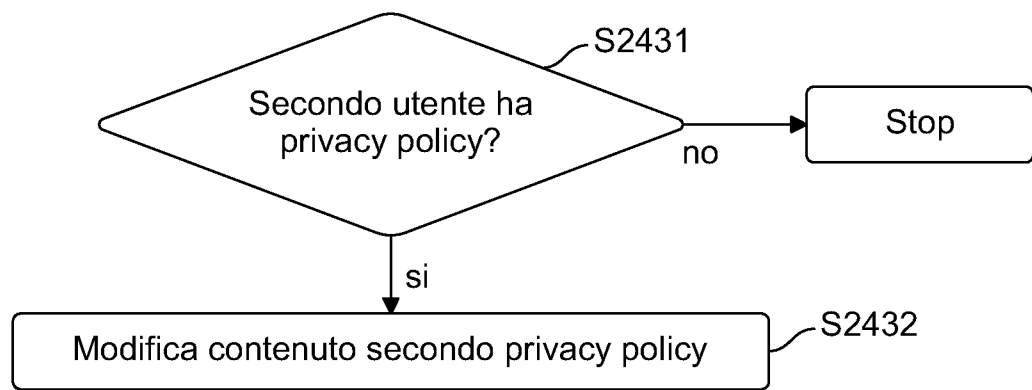 S2431
Secondo utente ha
privacy policy?
no
Stop
si
Modifica contenuto secondo privacy policy
S2432